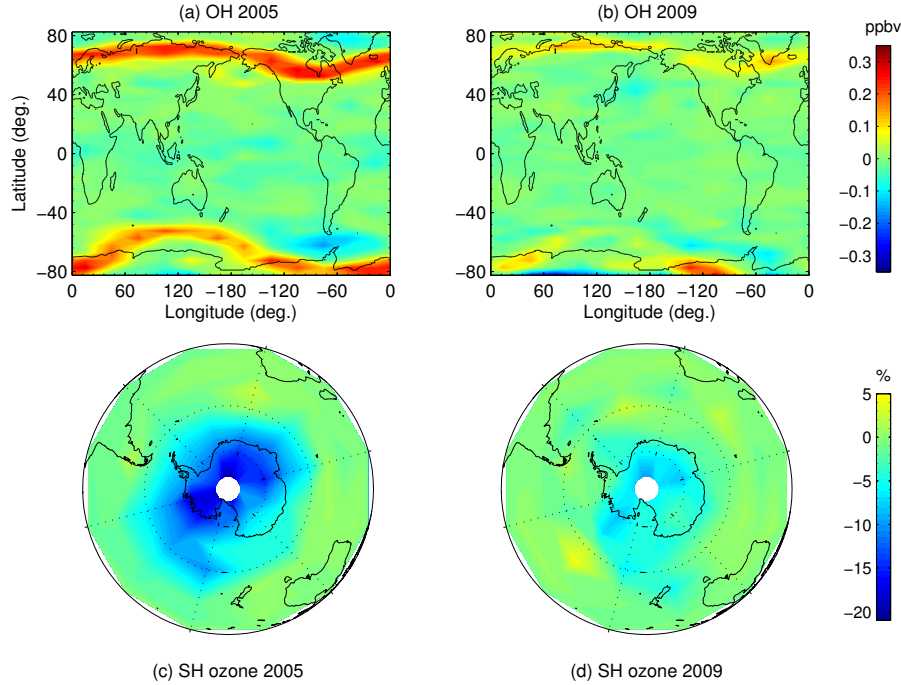 (a) OH 2005
(b) OH 2009
ppbv
80
40
0
−40
−80
Latitude (deg.)
0 60 120 −180 −120 −60 0
Longitude (deg.)
80
40
0
−40
−80
0 60 120 −180 −120 −60 0
Longitude (deg.)
0.3
0.2
0.1
0
−0.1
−0.2
−0.3
%
5
0
−5
−10
−15
−20
(c) SH ozone 2005
(d) SH ozone 2009